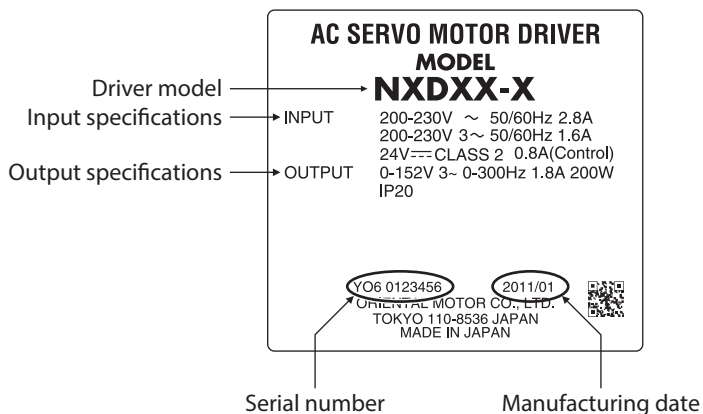 AC SERVO MOTOR DRIVER
MODEL
Driver model
NXDXX-X
Input specifications
INPUT
200-230V ～ 50/60Hz 2.8A
200-230V 3～ 50/60Hz 1.6A
24V⎓CLASS 2 0.8A(Control)
Output specifications
OUTPUT
0-152V 3~ 0-300Hz 1.8A 200W
IP20
YO6 0123456
2011/01
ORIENTAL MOTOR CO., LTD.
TOKYO 110-8536 JAPAN
MADE IN JAPAN
Serial number
Manufacturing date